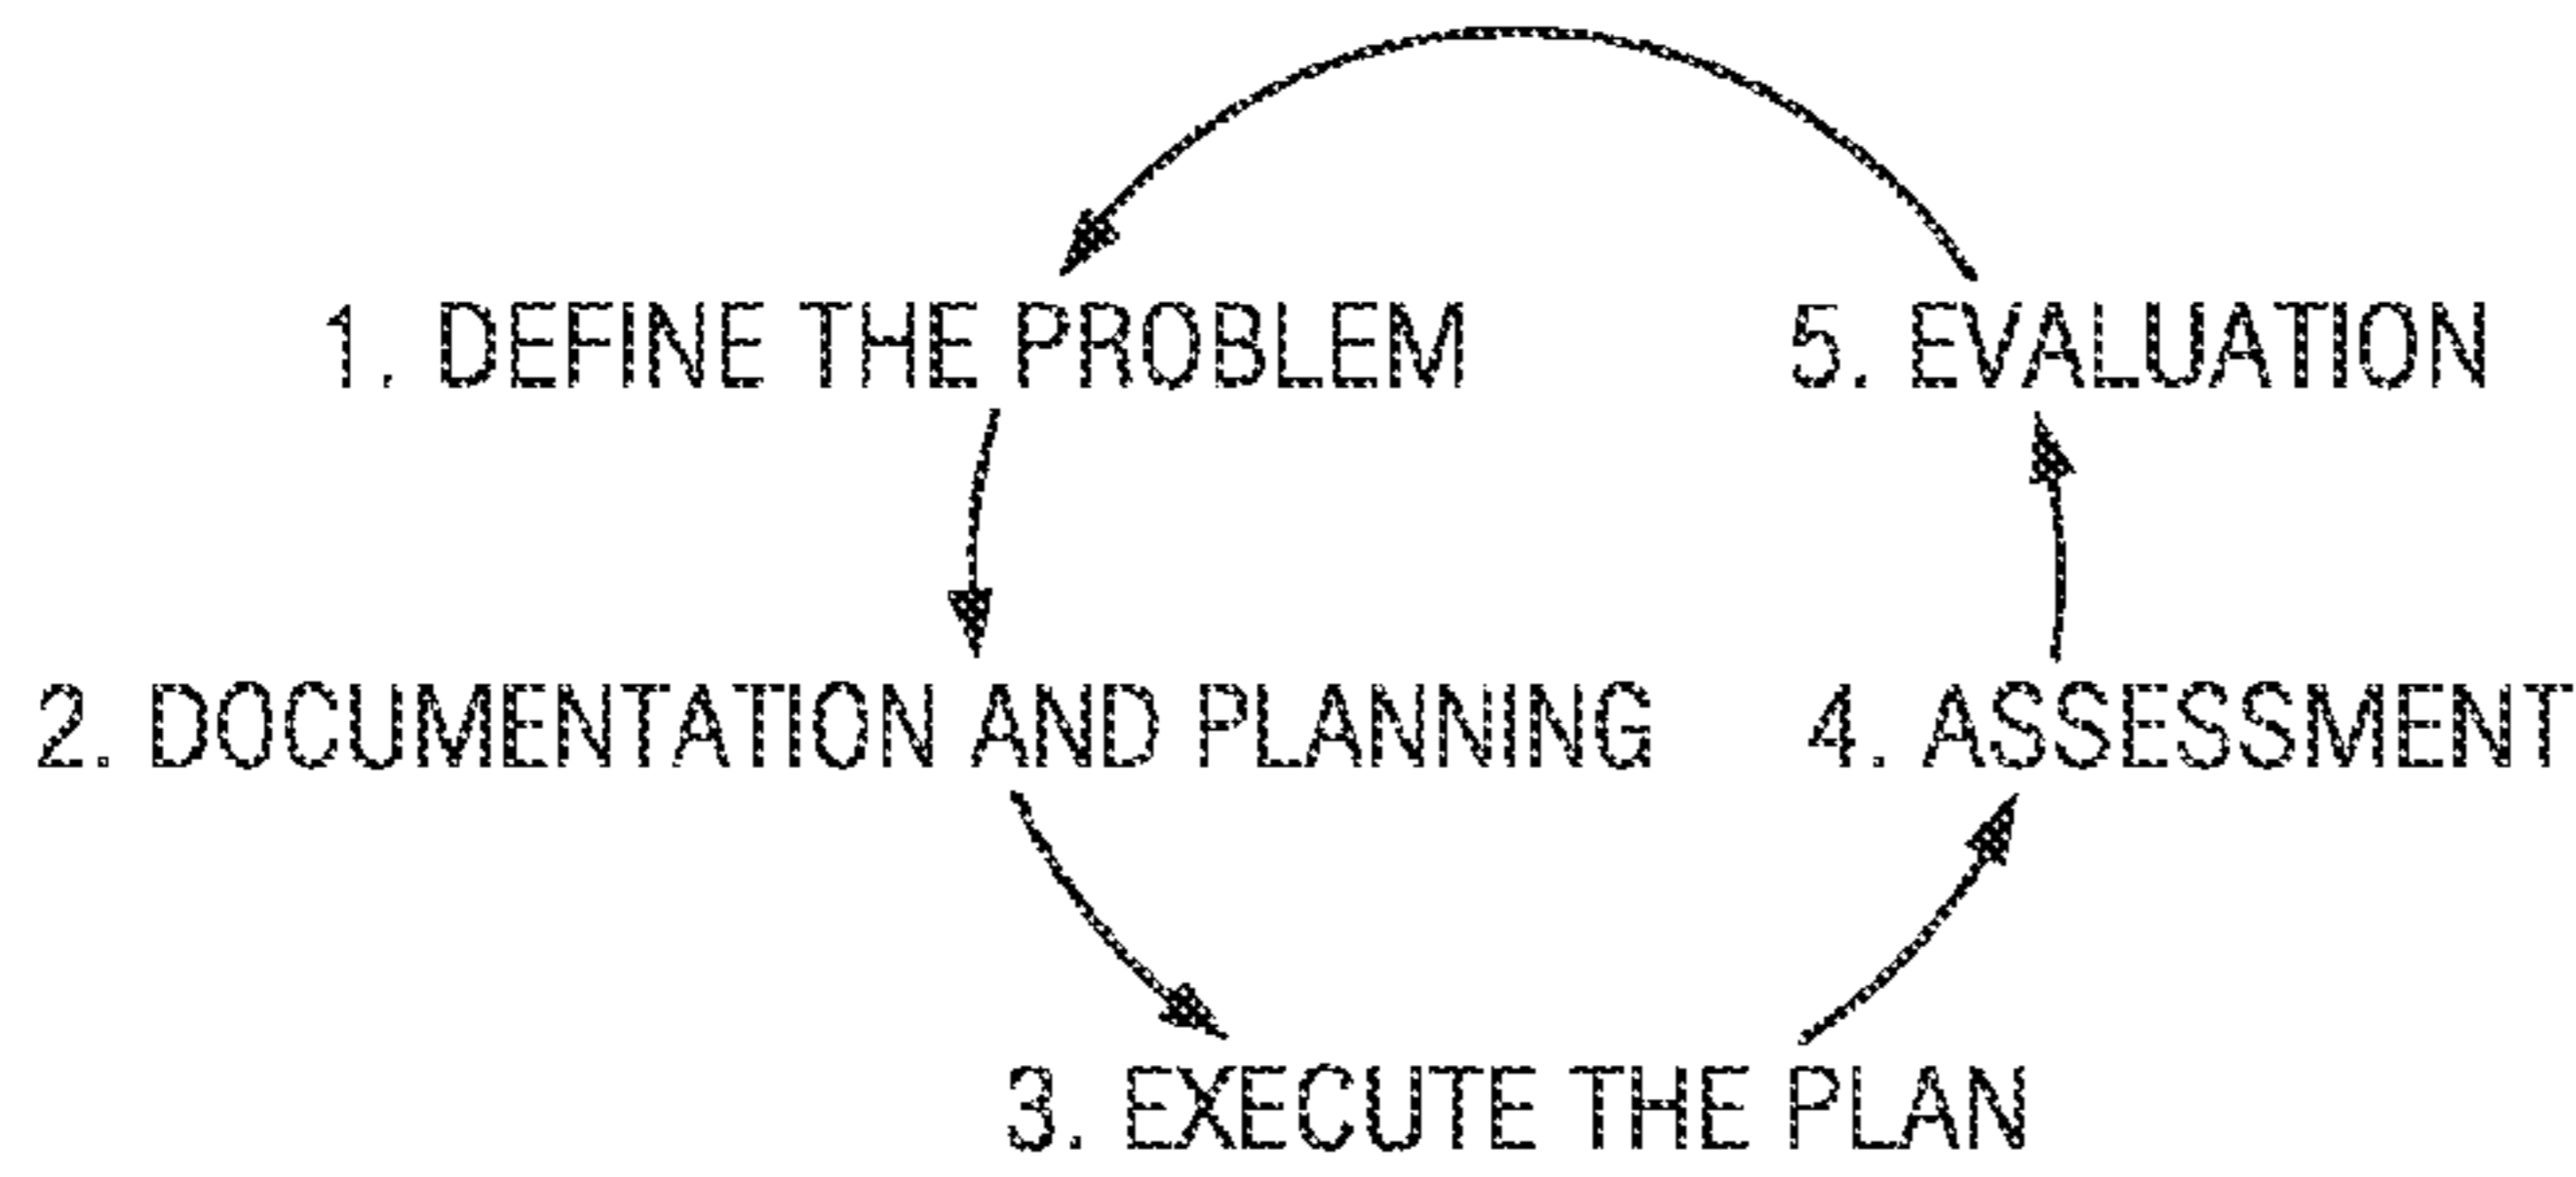 1. DEFINE THE PROBLEM
5. EVALUATION
2. DOCUMENTATION AND PLANNING
4. ASSESSMENT
3. EXECUTE THE PLAN